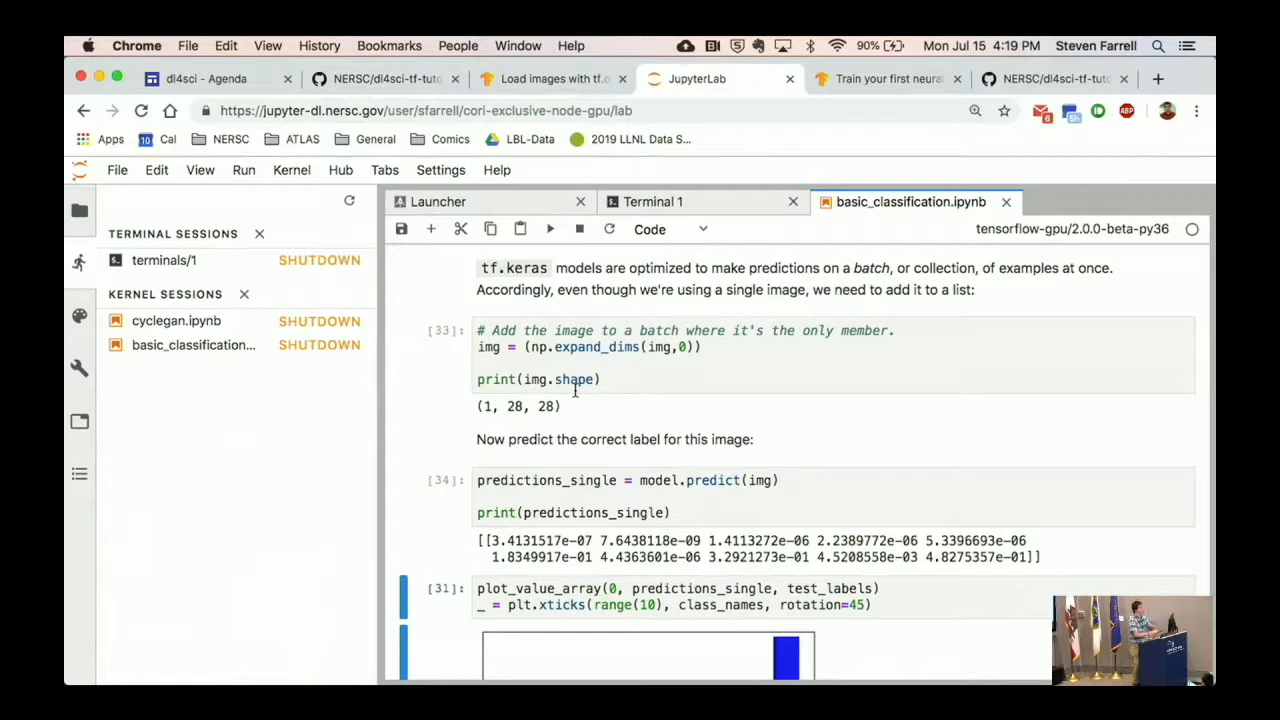 Chrome File Edit View History Bookmarks People Window Help 90% Mon Jul 15 4:19 PM Steven Farrell
dl4sci - Agenda NERSC/dl4sci-tf-tuto Load images with tf.d JupyterLab Train your first neura NERSC/dl4sci-tf-tuto
https://jupyter-dl.nersc.gov/user/sfarrell/cori-exclusive-node-gpu/lab
Apps Cal NERSC ATLAS General Comics LBL-Data 2019 LLNL Data S...
File Edit View Run Kernel Hub Tabs Settings Help
Launcher Terminal 1 basic_classification.ipynb
Code tensorflow-gpu/2.0.0-beta-py36
TERMINAL SESSIONS
terminals/1 SHUTDOWN
KERNEL SESSIONS
cyclegan.ipynb SHUTDOWN
basic_classification... SHUTDOWN
tf.keras models are optimized to make predictions on a batch, or collection, of examples at once.
Accordingly, even though we're using a single image, we need to add it to a list:
[33]: # Add the image to a batch where it's the only member.
img = (np.expand_dims(img,0))
print(img.shape)
(1, 28, 28)
Now predict the correct label for this image:
[34]: predictions_single = model.predict(img)
print(predictions_single)
[[3.4131517e-07 7.6438118e-09 1.4113272e-06 2.2389772e-06 5.3396693e-06
1.8349917e-01 4.4363601e-06 3.2921273e-01 4.5208558e-03 4.8275357e-01]]
[31]: plot_value_array(0, predictions_single, test_labels)
_ = plt.xticks(range(10), class_names, rotation=45)